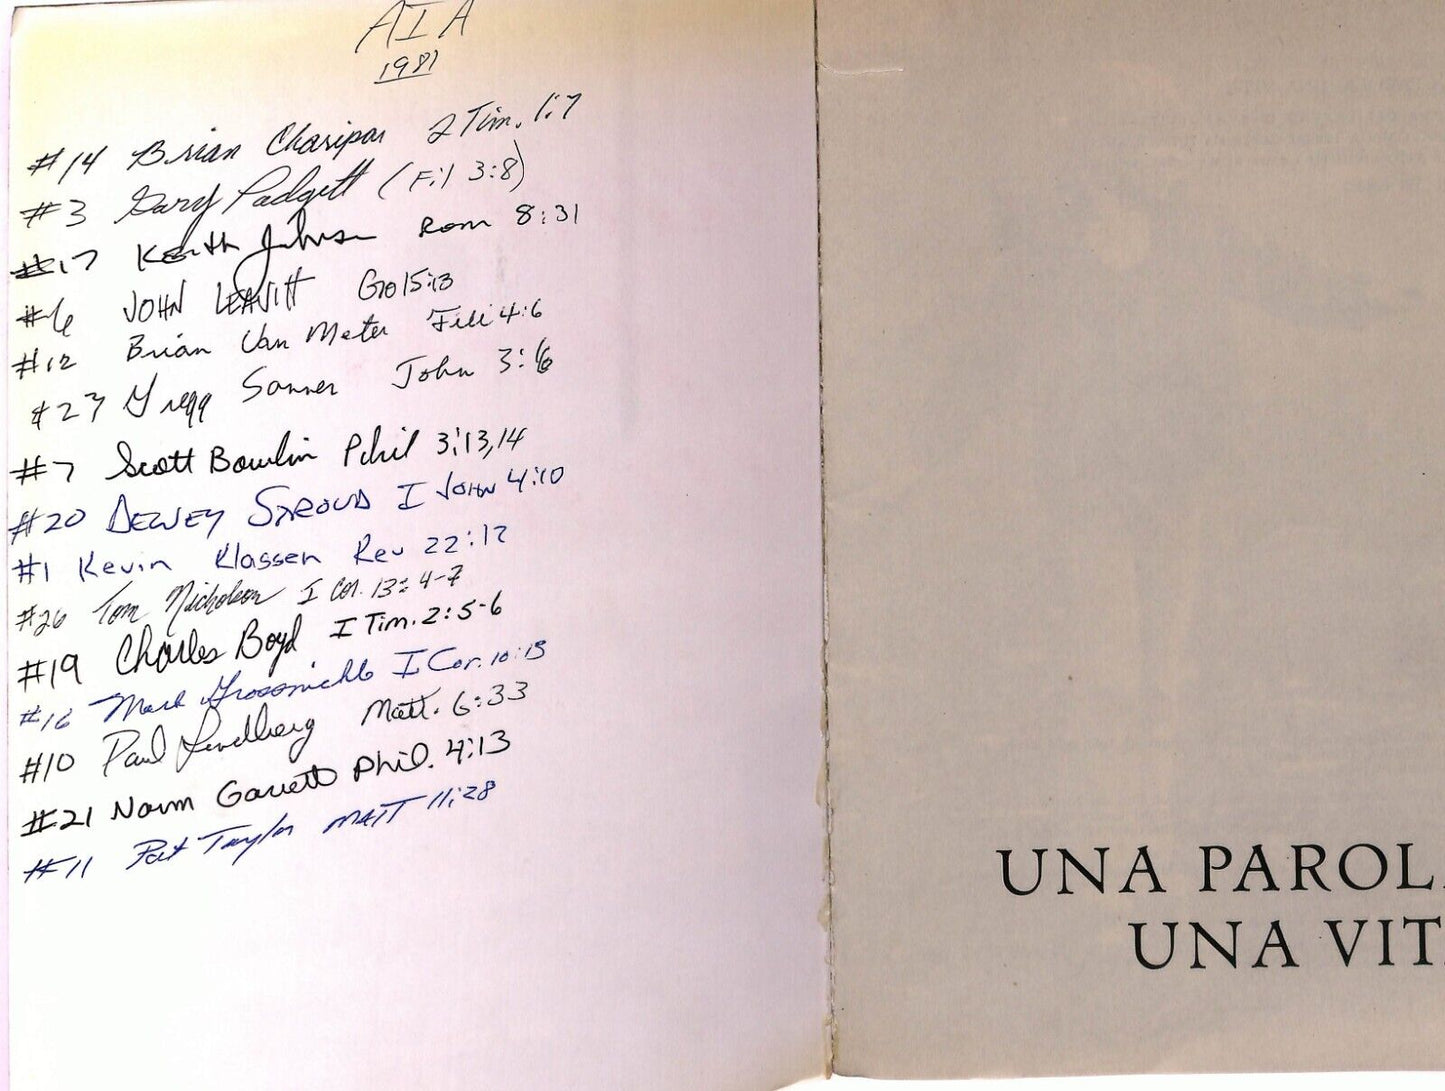 AIA
1981
#14 Brian Charipar 2 Tim. 1:7
#3 Gary Padgett (Fil 3:8)
#17 Keith Johnson Rom 8:31
#6 JOHN LEAVITT Gio 15:13
#12 Brian Van Meter Fili 4:6
#23 Gregg Sanner John 3:16
#7 Scott Bowlin Phil 3:13,14
#20 DEWEY STROUD I JOHN 4:10
#1 Kevin Klassen Rev 22:12
#26 Tom Nicholson I Cor. 13:4-7
#19 Charles Boyd I Tim. 2:5-6
#16 Mark Grossnickle I Cor. 10:13
#10 Paul Lindberg Matt. 6:33
#21 Norm Garrett Phil. 4:13
#11 Pat Taylor MATT 11:28
UNA PAROL
UNA VIT